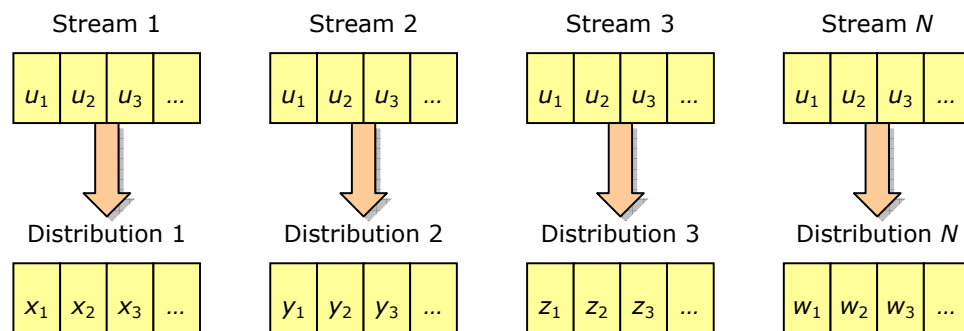 Stream 1 Stream 2 Stream 3 Stream N
u1 u2 u3 ... u1 u2 u3 ... u1 u2 u3 ... u1 u2 u3 ...
Distribution 1 Distribution 2 Distribution 3 Distribution N
x1 x2 x3 ... y1 y2 y3 ... z1 z2 z3 ... w1 w2 w3 ...